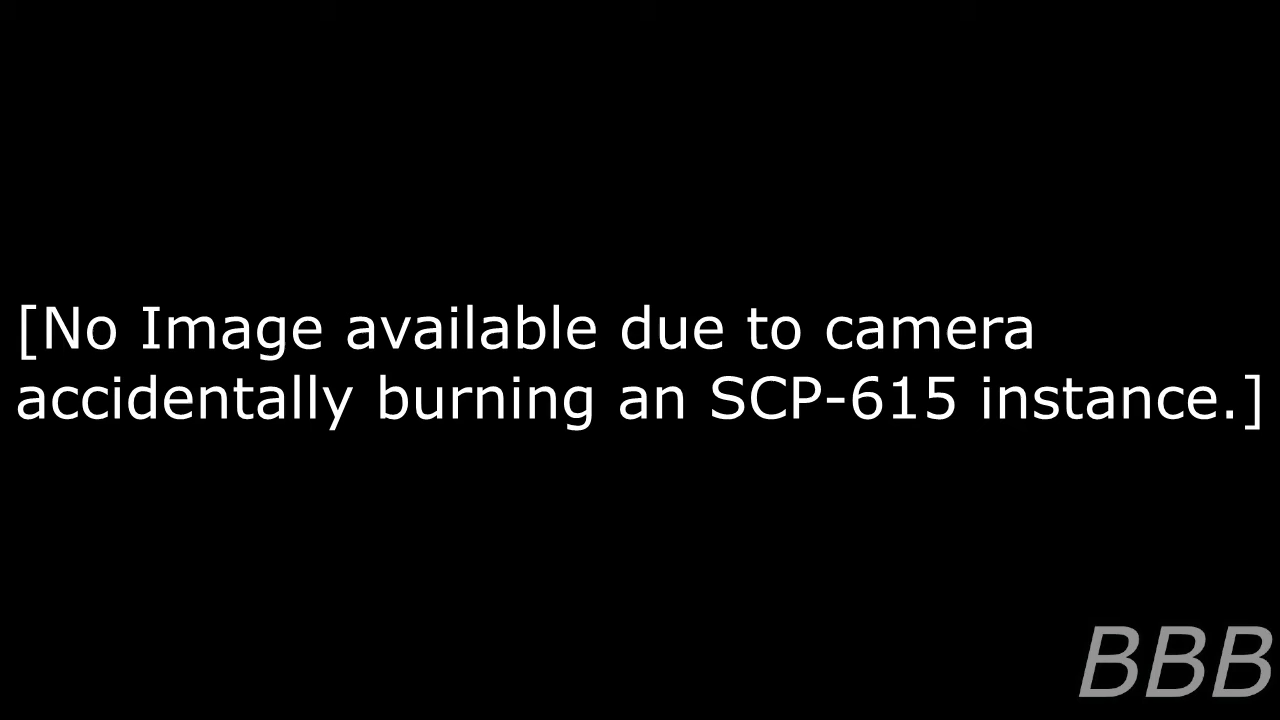 [No Image available due to camera
accidentally burning an SCP-615 instance.]
BBB